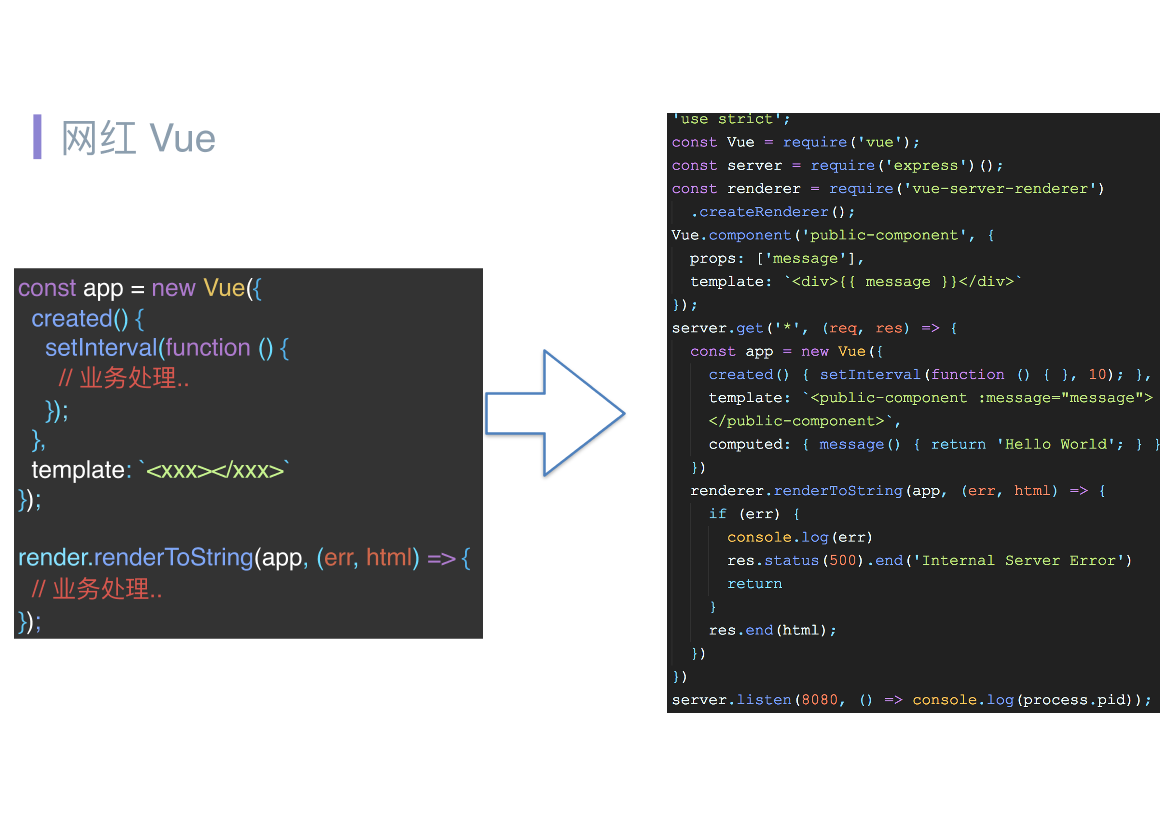 网红 Vue
const app = new Vue({
created() {
setInterval(function () {
// 业务处理..
});
},
template: `<xxx></xxx>`
});
render.renderToString(app, (err, html) => {
// 业务处理..
});
'use strict';
const Vue = require('vue');
const server = require('express')();
const renderer = require('vue-server-renderer')
.createRenderer();
Vue.component('public-component', {
props: ['message'],
template: `<div>{{ message }}</div>`
});
server.get('*', (req, res) => {
const app = new Vue({
created() { setInterval(function () { }, 10); },
template: `<public-component :message="message">
</public-component>`,
computed: { message() { return 'Hello World'; } }
})
renderer.renderToString(app, (err, html) => {
if (err) {
console.log(err)
res.status(500).end('Internal Server Error')
return
}
res.end(html);
})
})
server.listen(8080, () => console.log(process.pid));